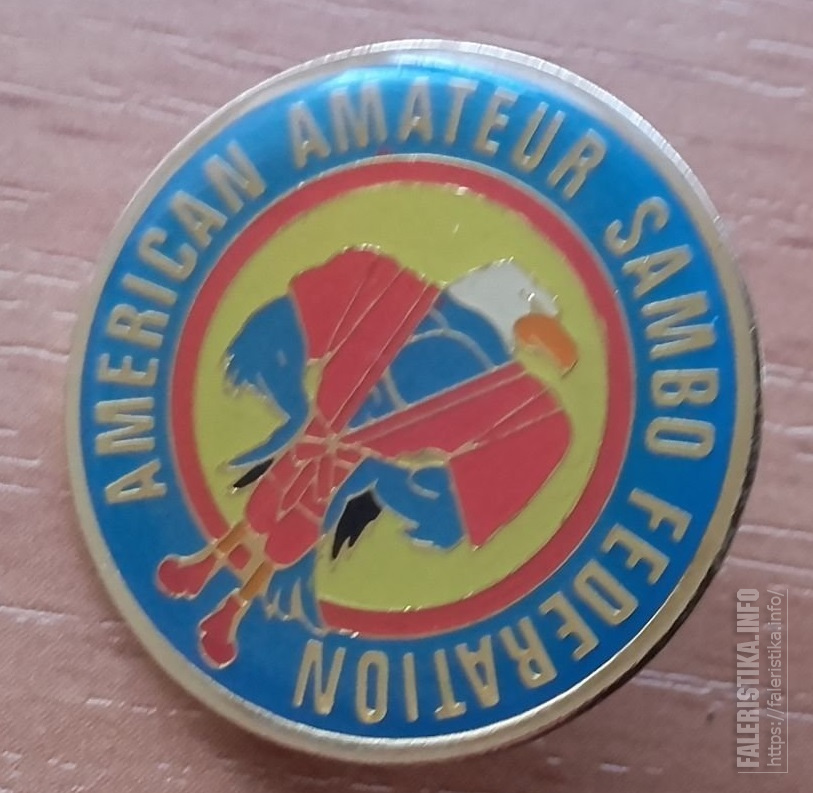 AMERICAN AMATEUR SAMBO FEDERATION
FALERISTIKA.INFO
https://faleristika.info/